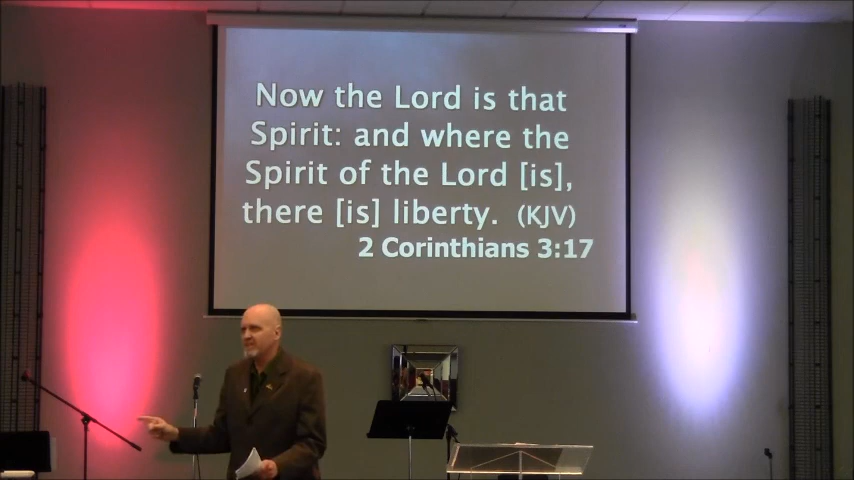 Now the Lord is that
Spirit: and where the
Spirit of the Lord [is],
there [is] liberty. (KJV)
2 Corinthians 3:17